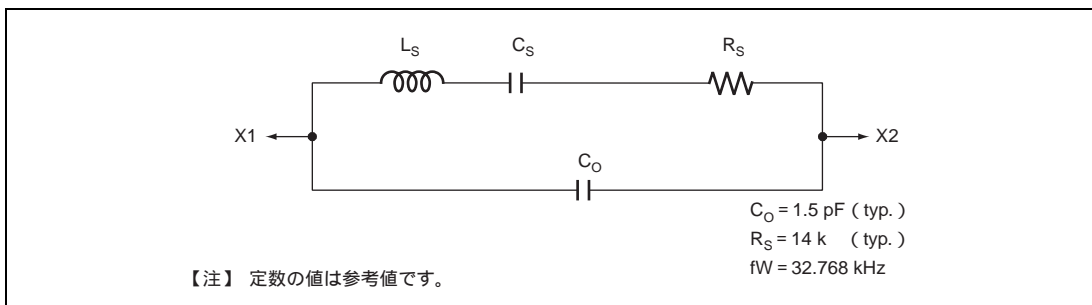 L_S
C_S
R_S
X1
X2
C_O
C_O = 1.5 pF（typ.）
R_S = 14 k （typ.）
fW = 32.768 kHz
【注】 定数の値は参考値です。